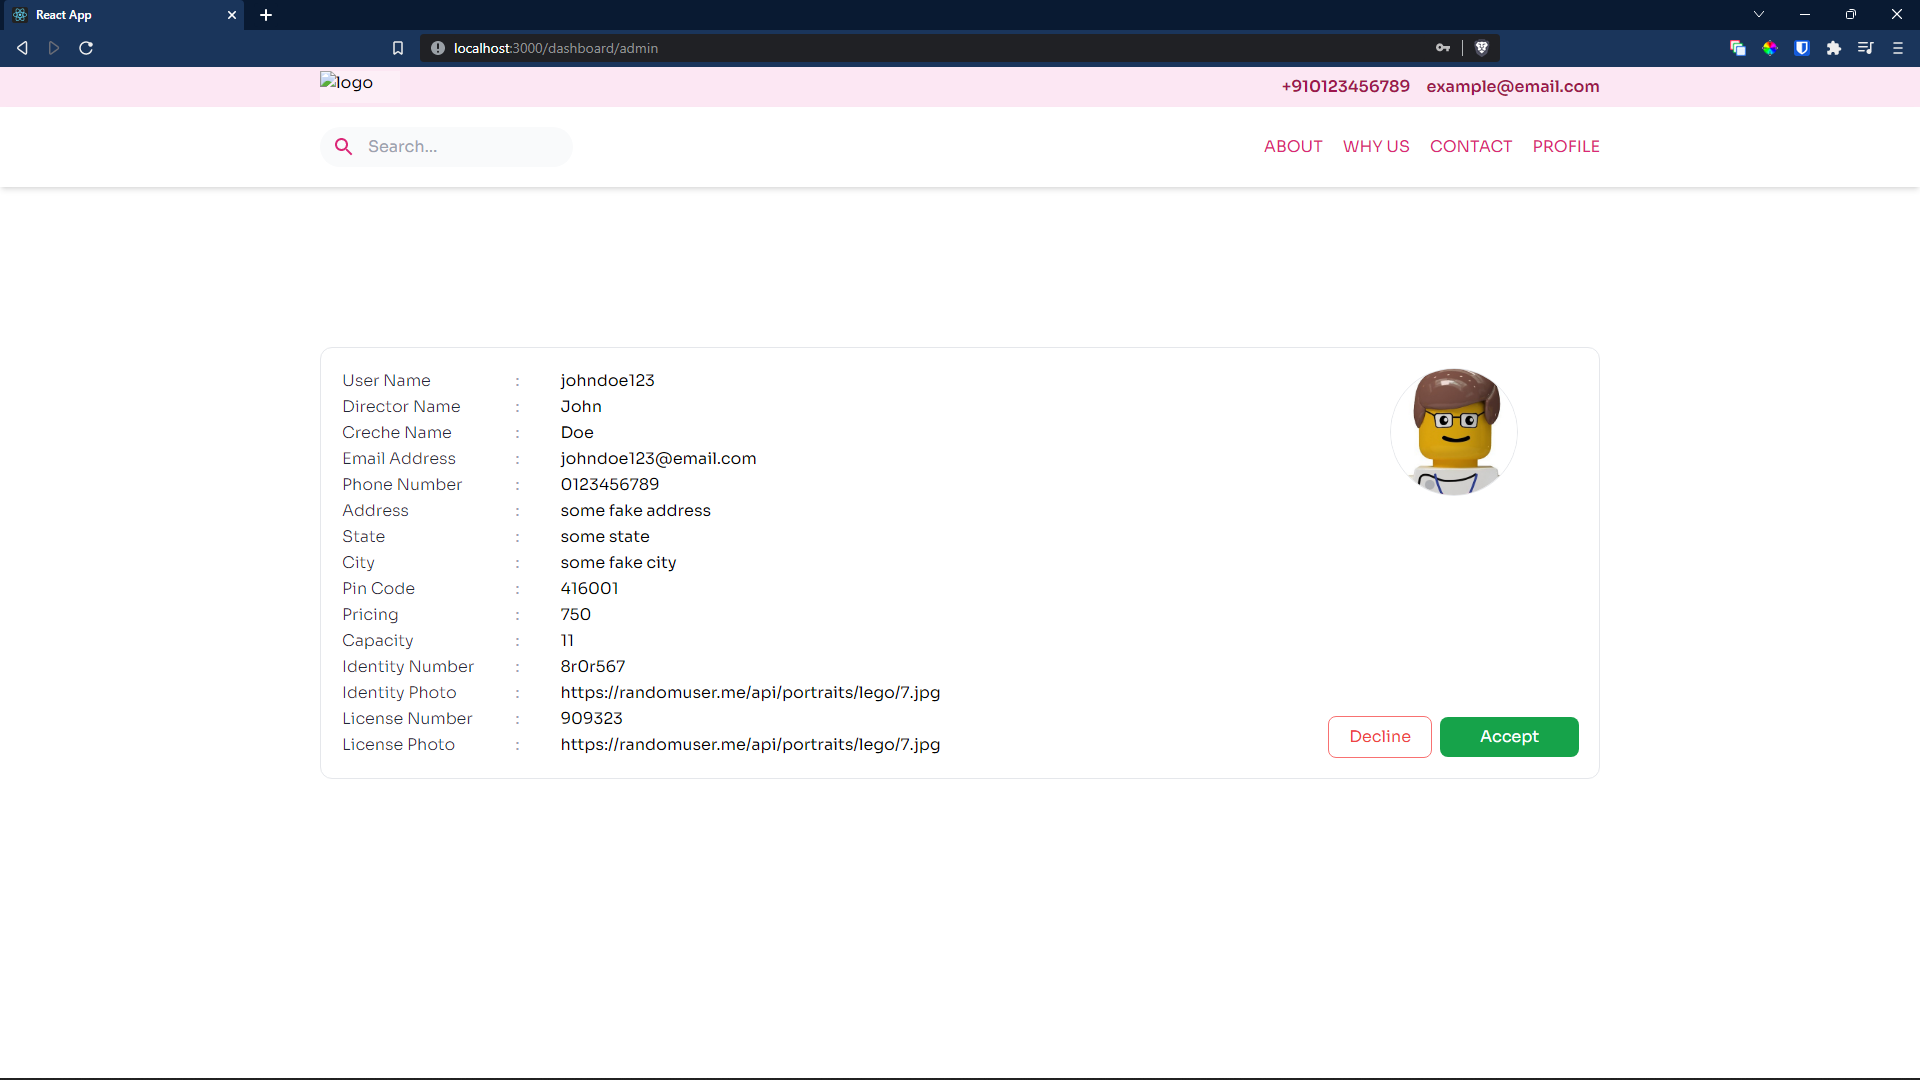 React App
localhost:3000/dashboard/admin
logo
+910123456789 example@email.com
Search...
ABOUT WHY US CONTACT PROFILE
User Name : johndoe123
Director Name : John
Creche Name : Doe
Email Address : johndoe123@email.com
Phone Number : 0123456789
Address : some fake address
State : some state
City : some fake city
Pin Code : 416001
Pricing : 750
Capacity : 11
Identity Number : 8r0r567
Identity Photo : https://randomuser.me/api/portraits/lego/7.jpg
License Number : 909323
License Photo : https://randomuser.me/api/portraits/lego/7.jpg
Decline Accept